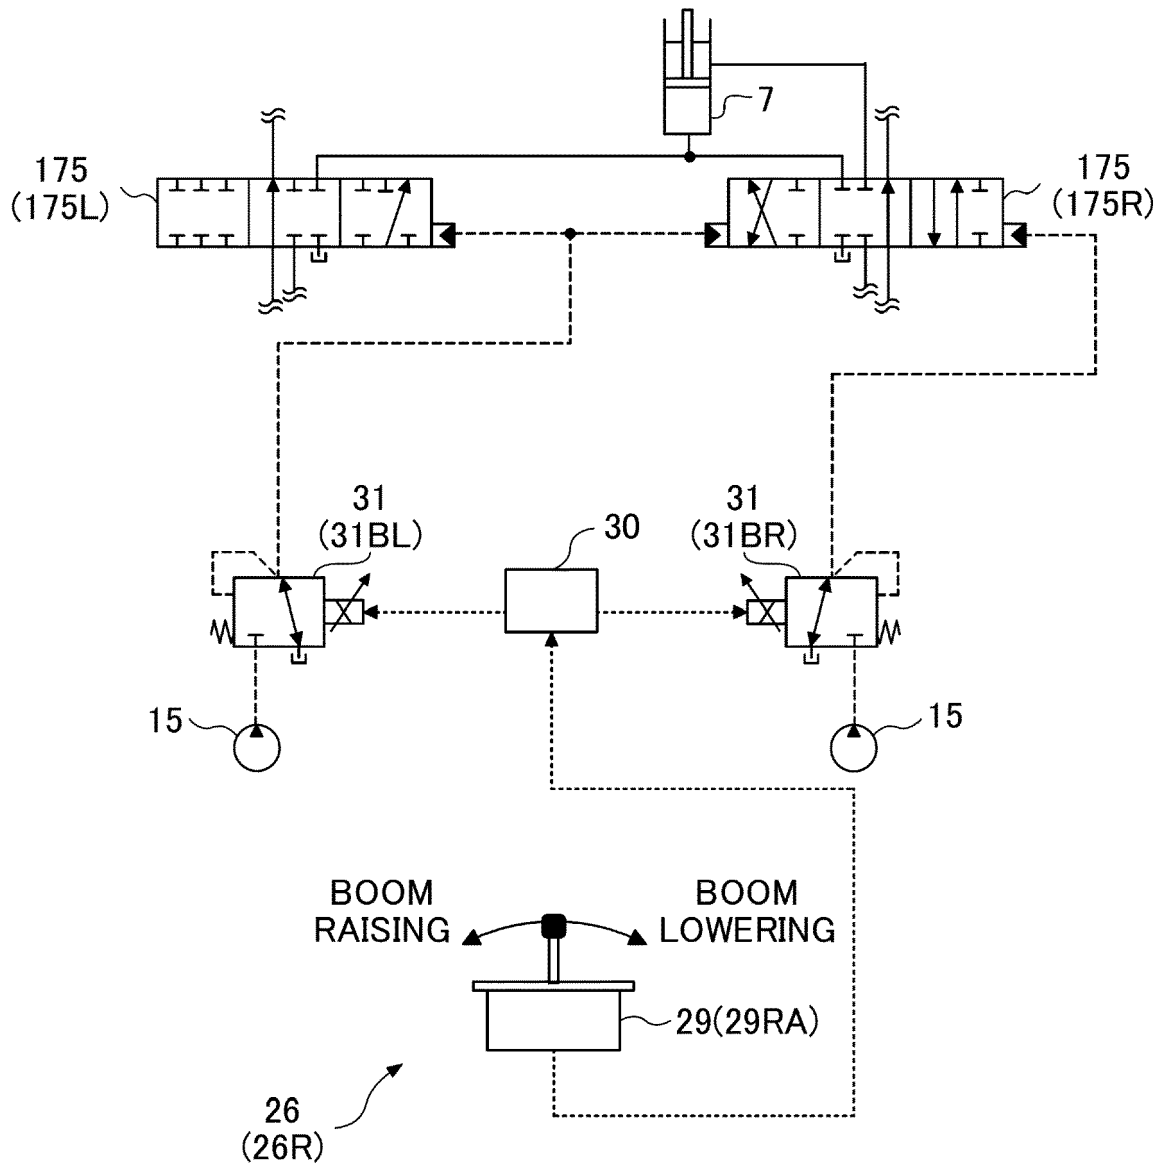 7
175
(175L)
175
(175R)
31
(31BL)
30
31
(31BR)
15
15
BOOM
RAISING
BOOM
LOWERING
29(29RA)
26
(26R)